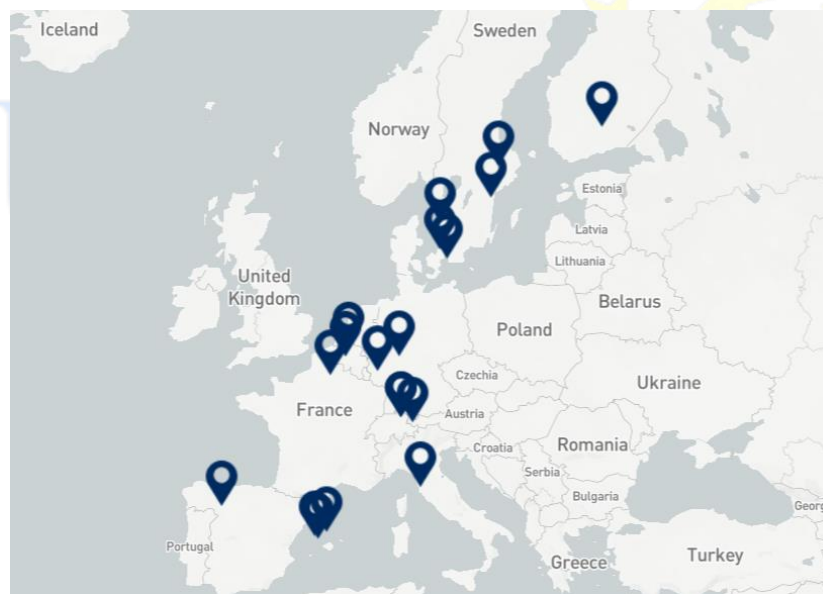 Iceland
Sweden
Norway
Estonia
Latvia
Lithuania
United
Kingdom
Belarus
Poland
Czechia
Ukraine
France
Austria
Croatia
Romania
Serbia
Bulgaria
Georg
Portugal
Greece
Turkey